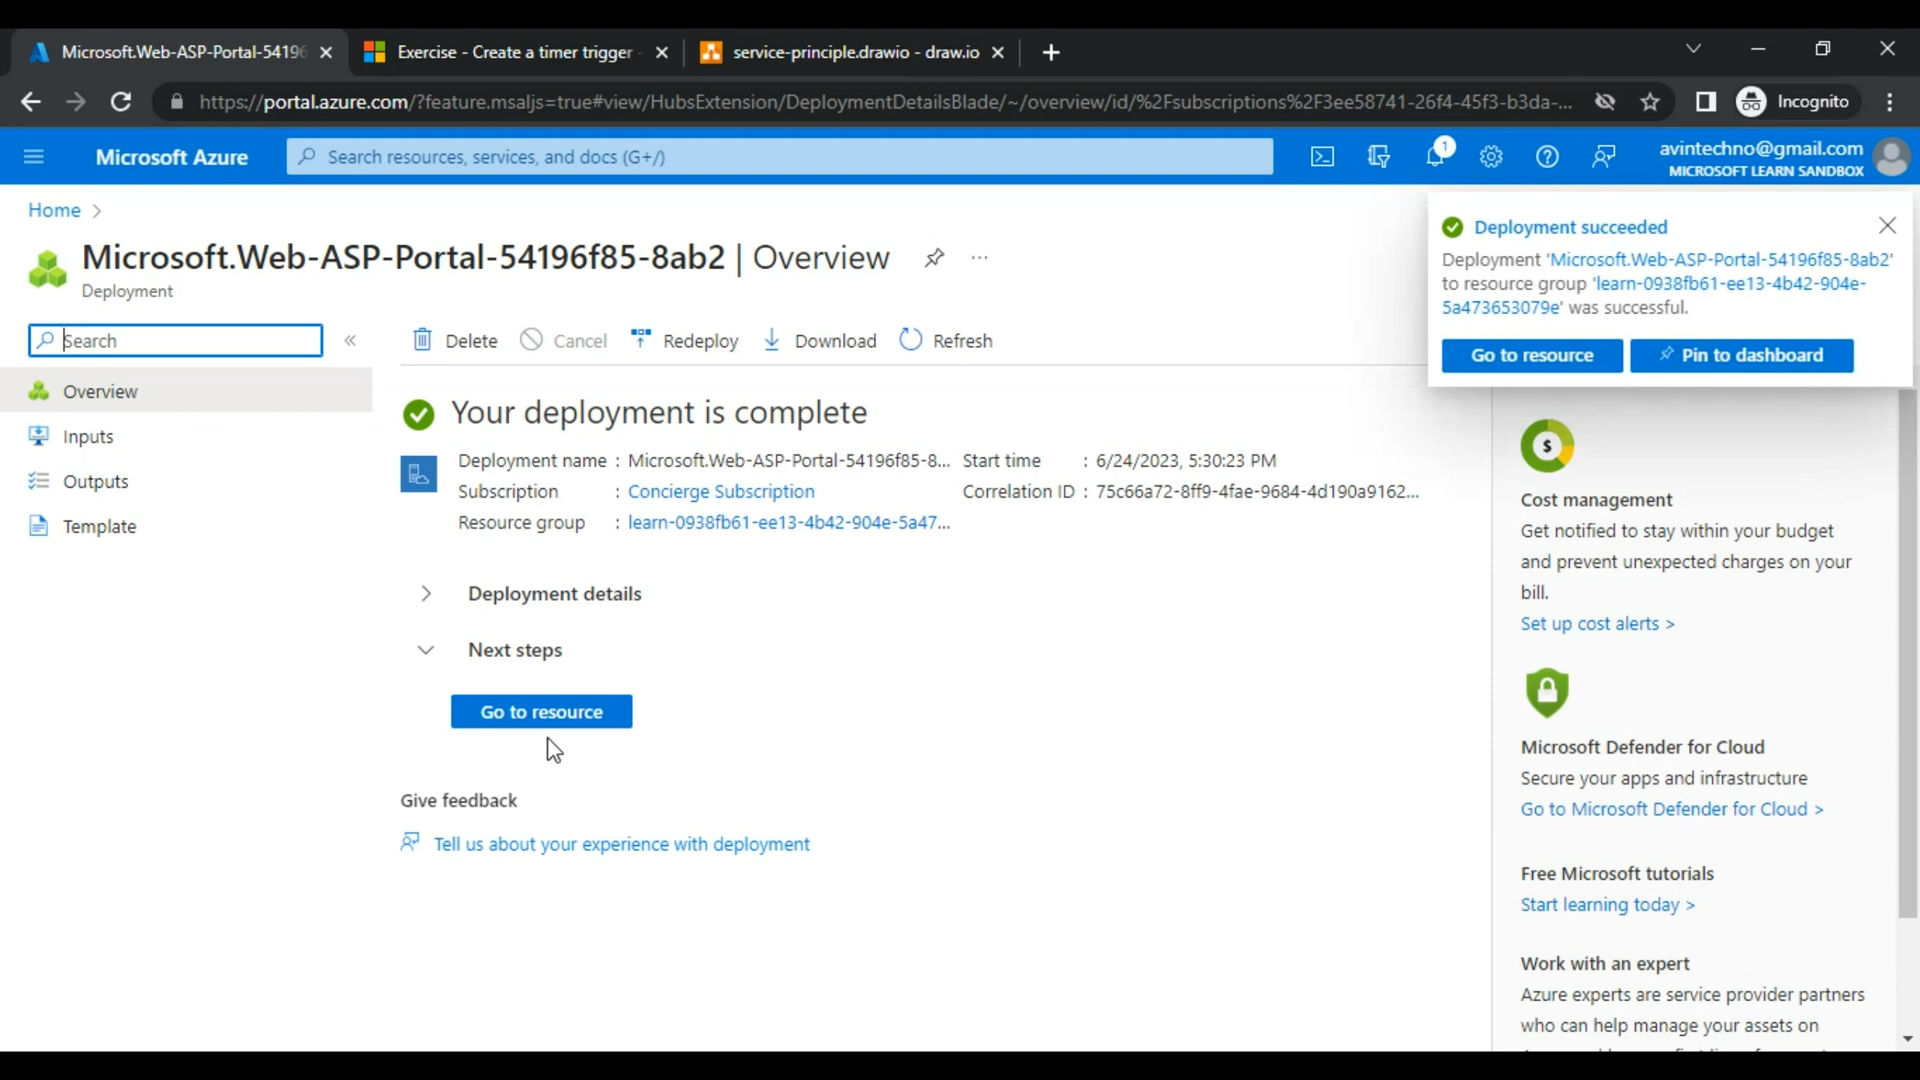 Microsoft.Web-ASP-Portal-54196
Exercise - Create a timer trigger
service-principle.drawio - draw.io
https://portal.azure.com/?feature.msaljs=true#view/HubsExtension/DeploymentDetailsBlade/~/overview/id/%2Fsubscriptions%2F3ee58741-26f4-45f3-b3da-...
Incognito
Microsoft Azure
Search resources, services, and docs (G+/)
1
avintechno@gmail.com
MICROSOFT LEARN SANDBOX
Home
Microsoft.Web-ASP-Portal-54196f85-8ab2 | Overview
Deployment
Deployment succeeded
Deployment 'Microsoft.Web-ASP-Portal-54196f85-8ab2'
to resource group 'learn-0938fb61-ee13-4b42-904e-
5a473653079e' was successful.
Go to resource
Pin to dashboard
Search
«
Delete
Cancel
Redeploy
Download
Refresh
Overview
Inputs
Outputs
Template
Your deployment is complete
Deployment name : Microsoft.Web-ASP-Portal-54196f85-8...
Subscription : Concierge Subscription
Resource group : learn-0938fb61-ee13-4b42-904e-5a47...
Start time : 6/24/2023, 5:30:23 PM
Correlation ID : 75c66a72-8ff9-4fae-9684-4d190a9162...
Deployment details
Next steps
Go to resource
Give feedback
Tell us about your experience with deployment
$
Cost management
Get notified to stay within your budget
and prevent unexpected charges on your
bill.
Set up cost alerts >
Microsoft Defender for Cloud
Secure your apps and infrastructure
Go to Microsoft Defender for Cloud >
Free Microsoft tutorials
Start learning today >
Work with an expert
Azure experts are service provider partners
who can help manage your assets on